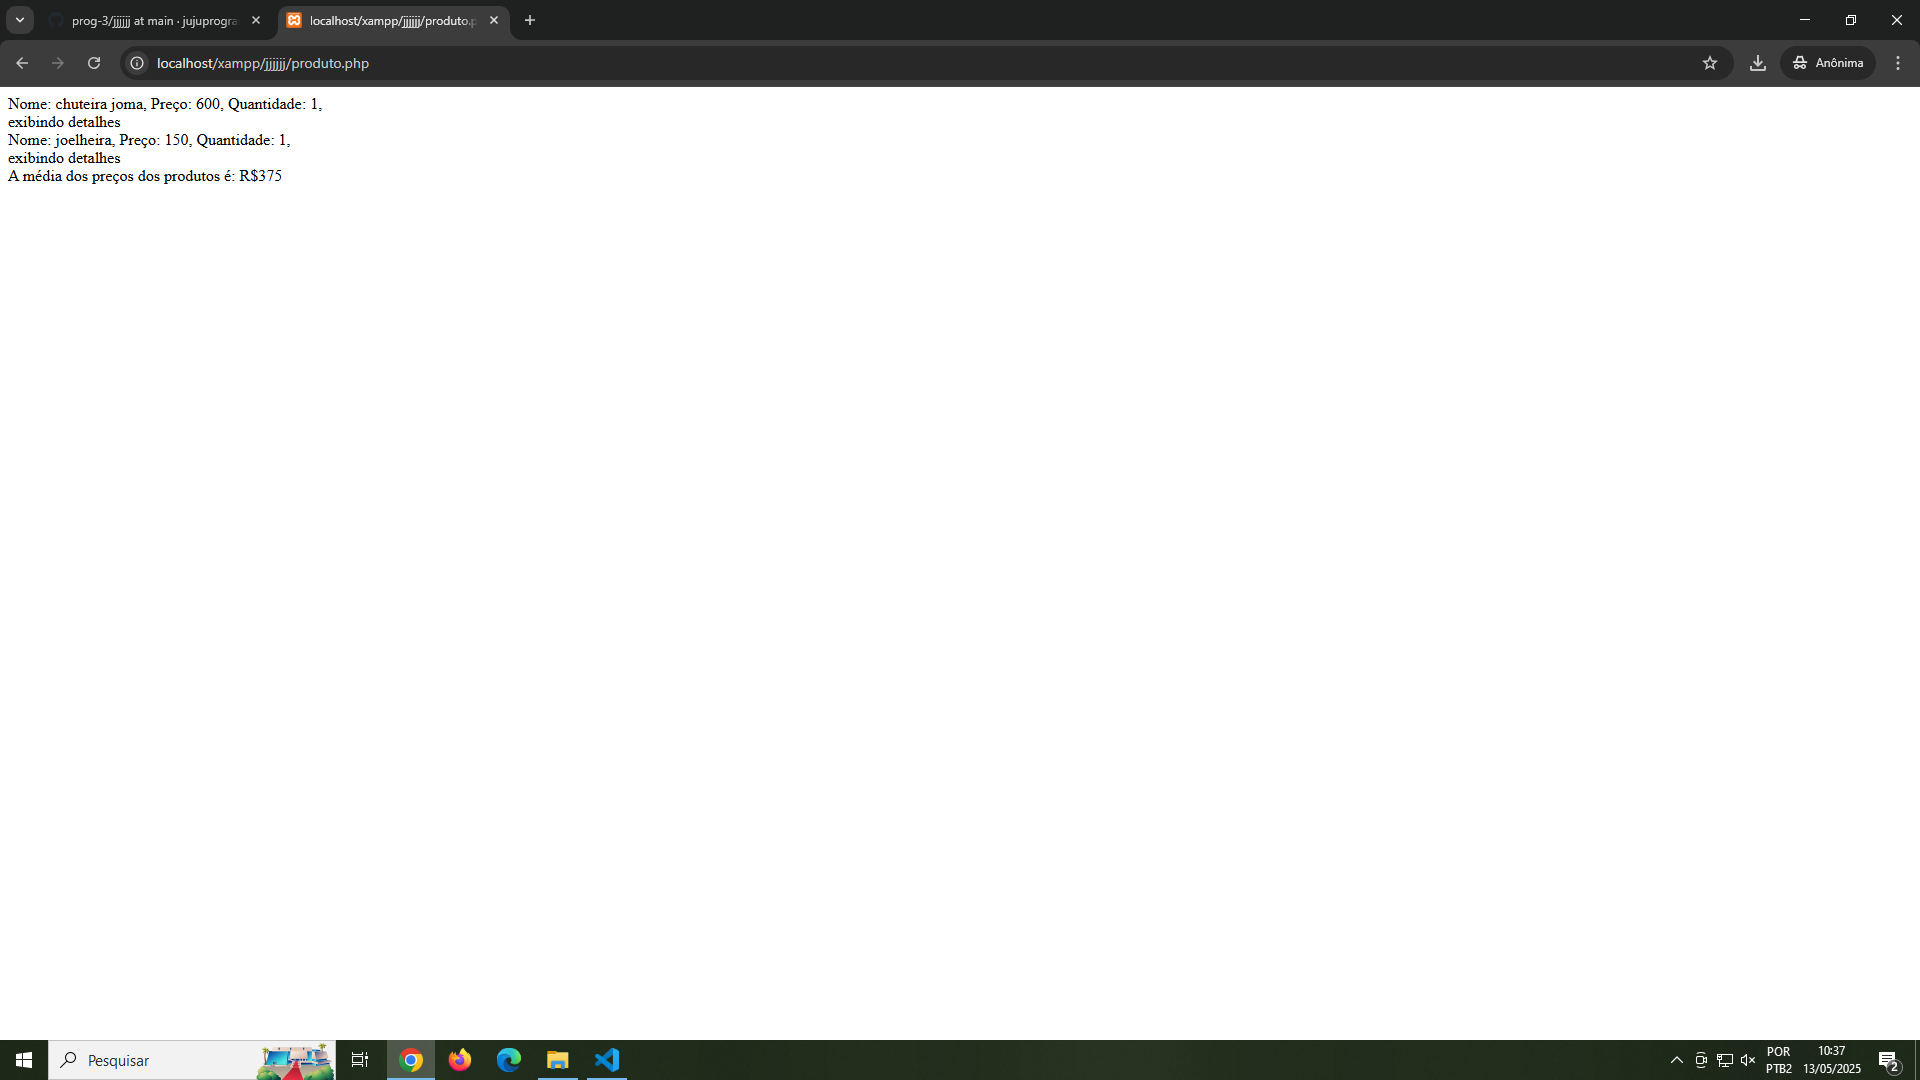 prog-3/jjjjjj at main · jujuprogra
localhost/xampp/jjjjjj/produto.p
localhost/xampp/jjjjjj/produto.php
Anônima
Nome: chuteira joma, Preço: 600, Quantidade: 1,
exibindo detalhes
Nome: joelheira, Preço: 150, Quantidade: 1,
exibindo detalhes
A média dos preços dos produtos é: R$375
Pesquisar
POR
PTB2
10:37
13/05/2025
2